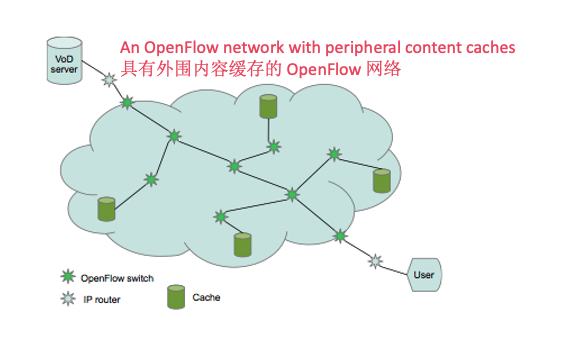 An OpenFlow network with peripheral content caches
具有外围内容缓存的 OpenFlow 网络
VoD
server
User
OpenFlow switch
IP router
Cache